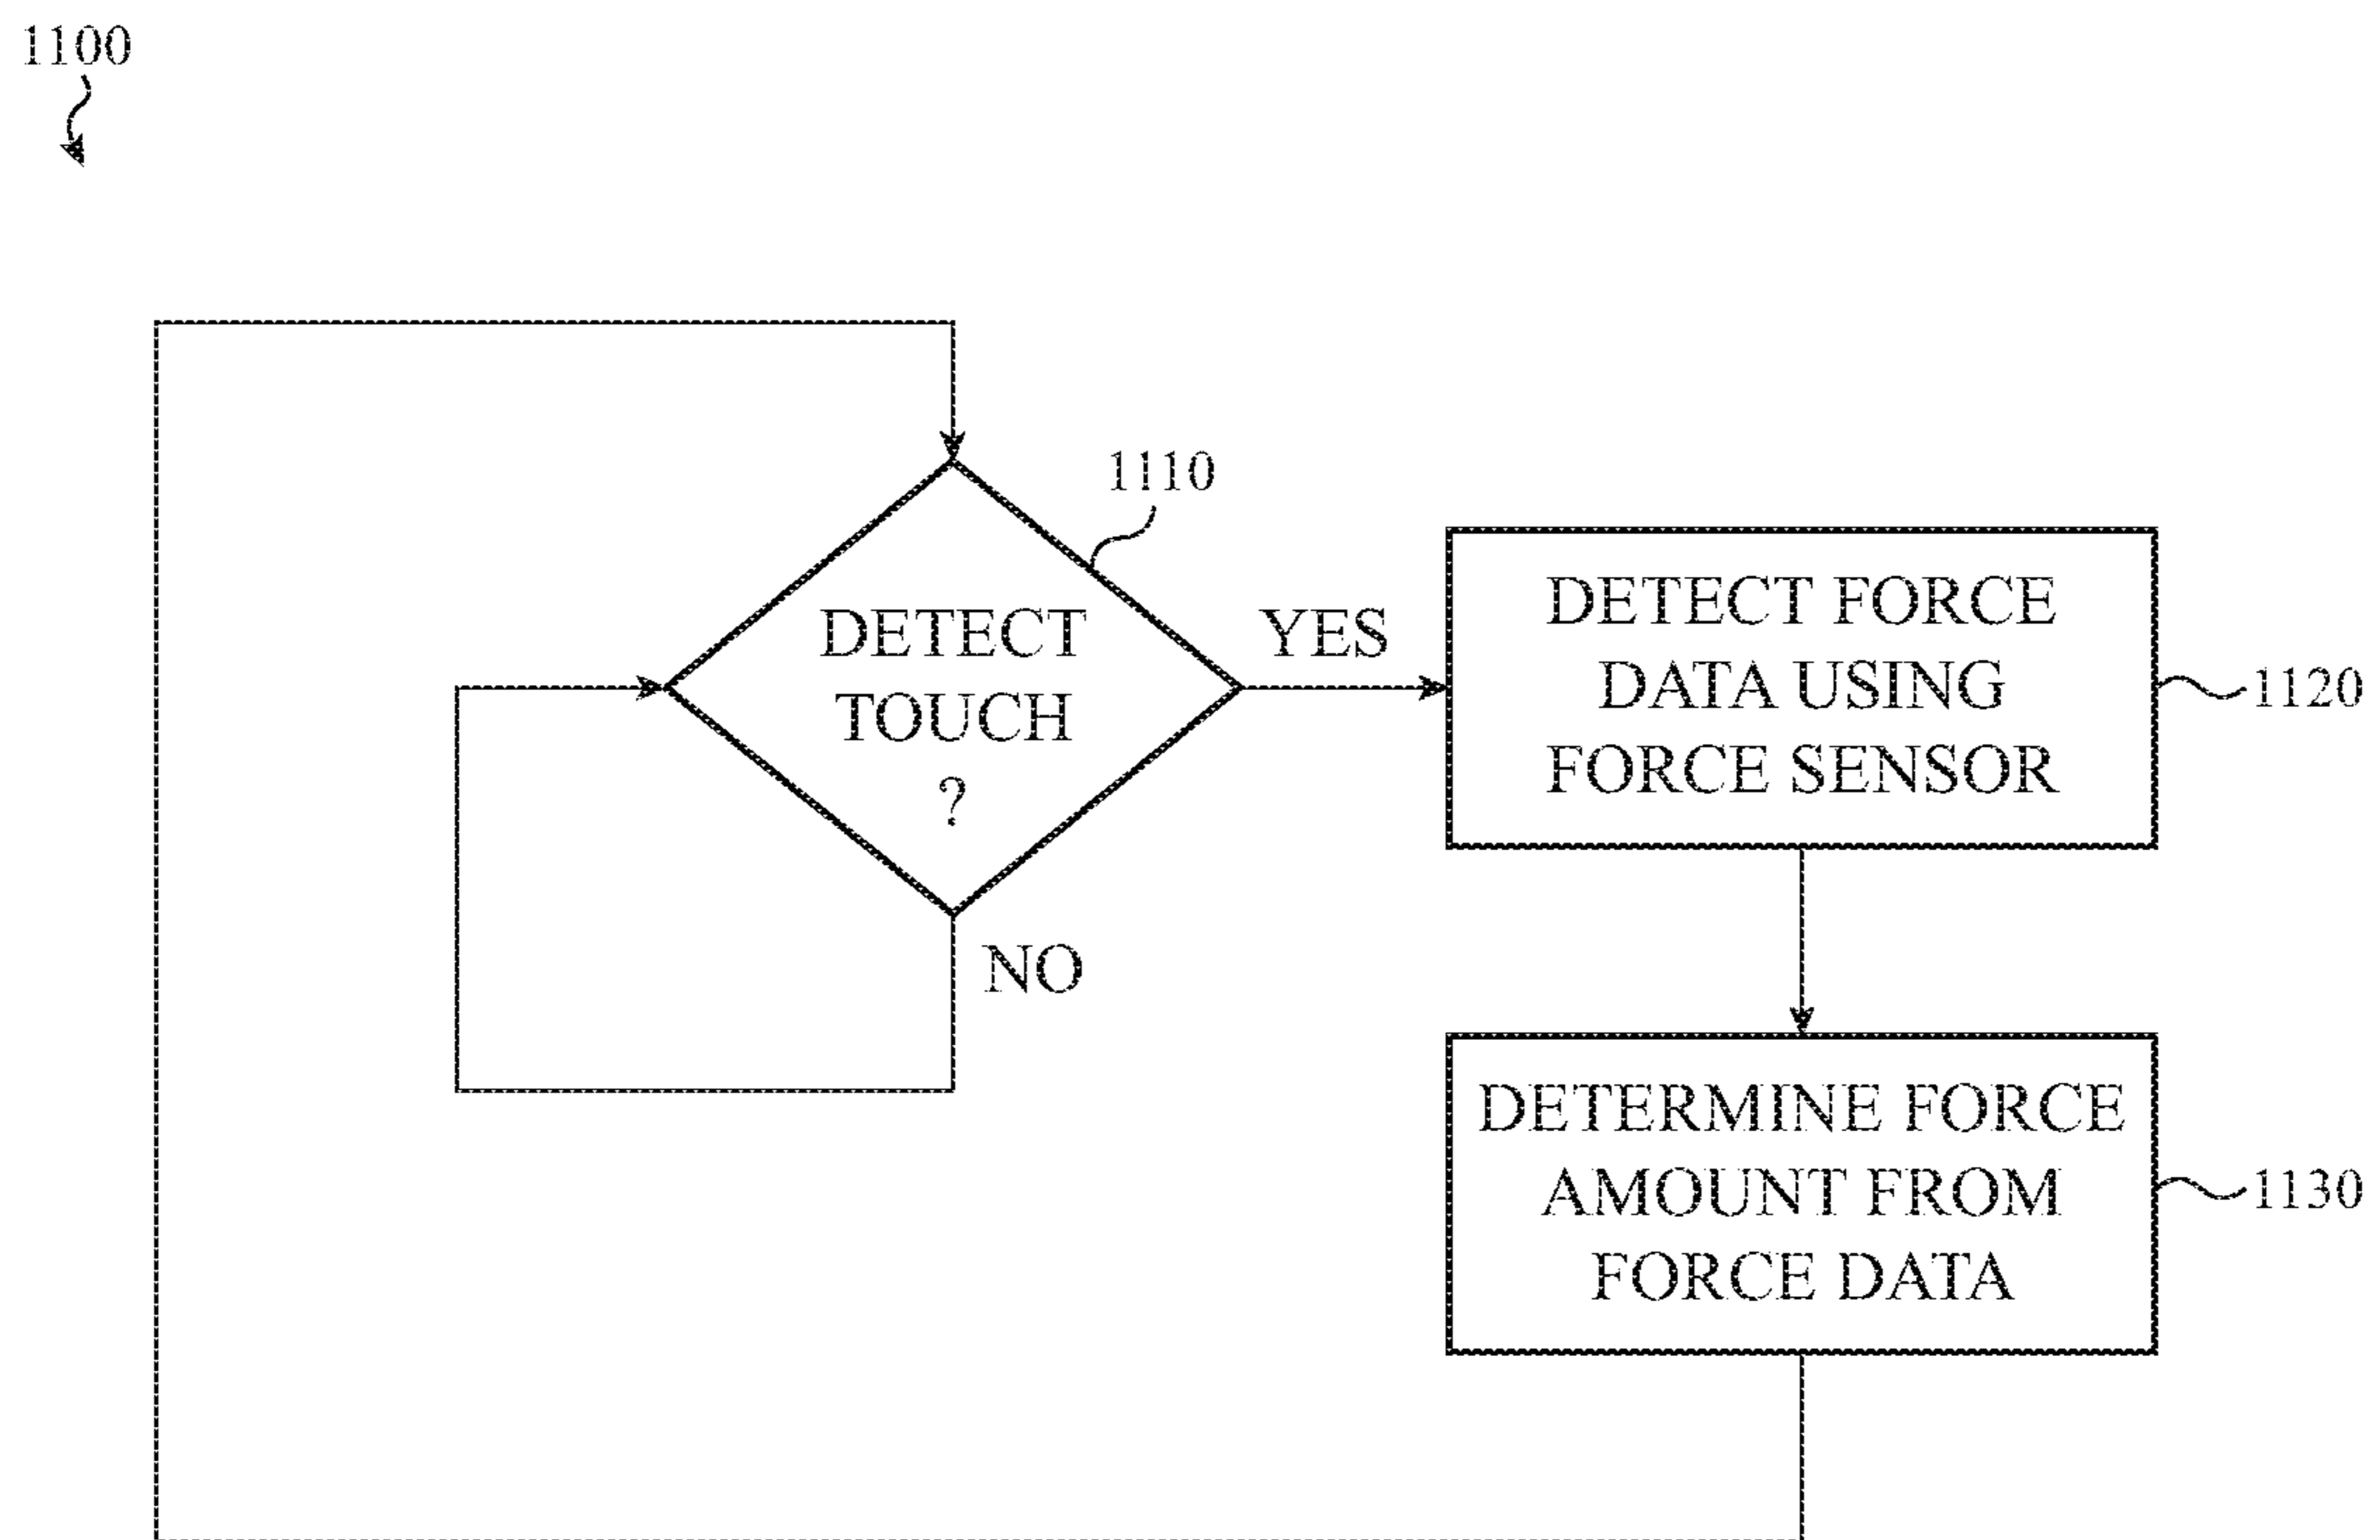 1100
1110
DETECT
TOUCH
?
YES
NO
DETECT FORCE
DATA USING
FORCE SENSOR
1120
DETERMINE FORCE
AMOUNT FROM
FORCE DATA
1130